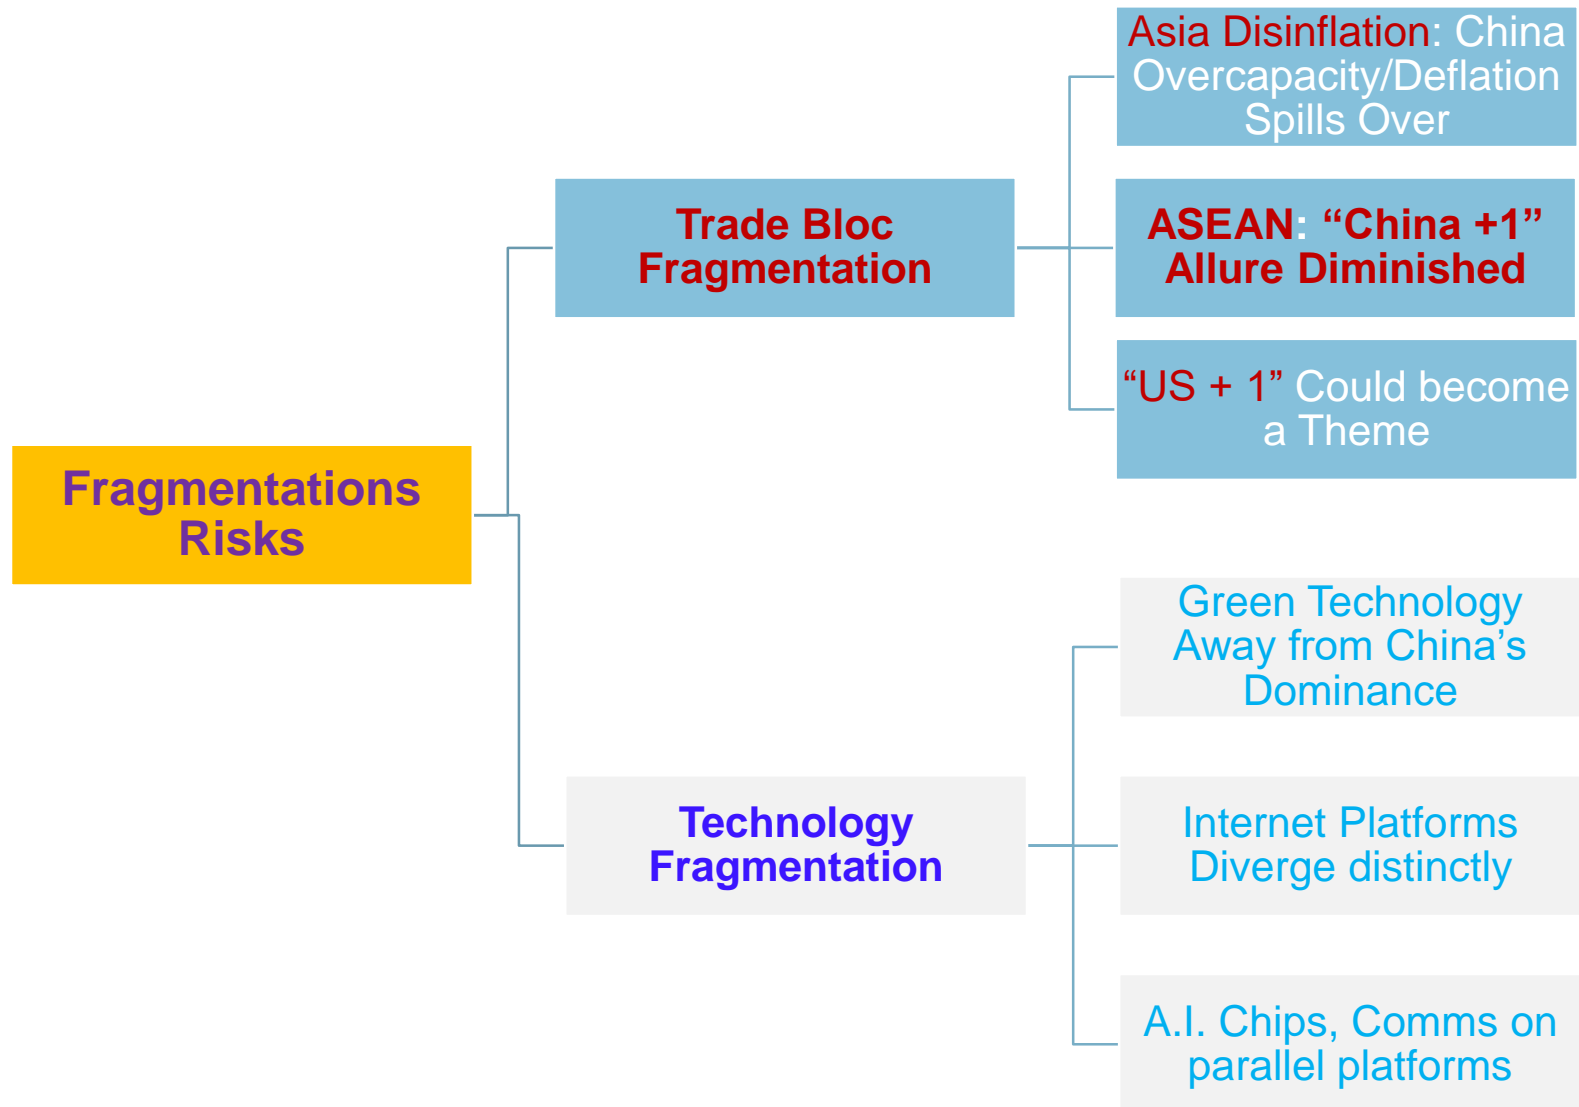 Fragmentations
Risks
Trade Bloc
Fragmentation
Asia Disinflation: China
Overcapacity/Deflation
Spills Over
ASEAN: “China +1”
Allure Diminished
“US + 1” Could become
a Theme
Technology
Fragmentation
Green Technology
Away from China’s
Dominance
Internet Platforms
Diverge distinctly
A.I. Chips, Comms on
parallel platforms